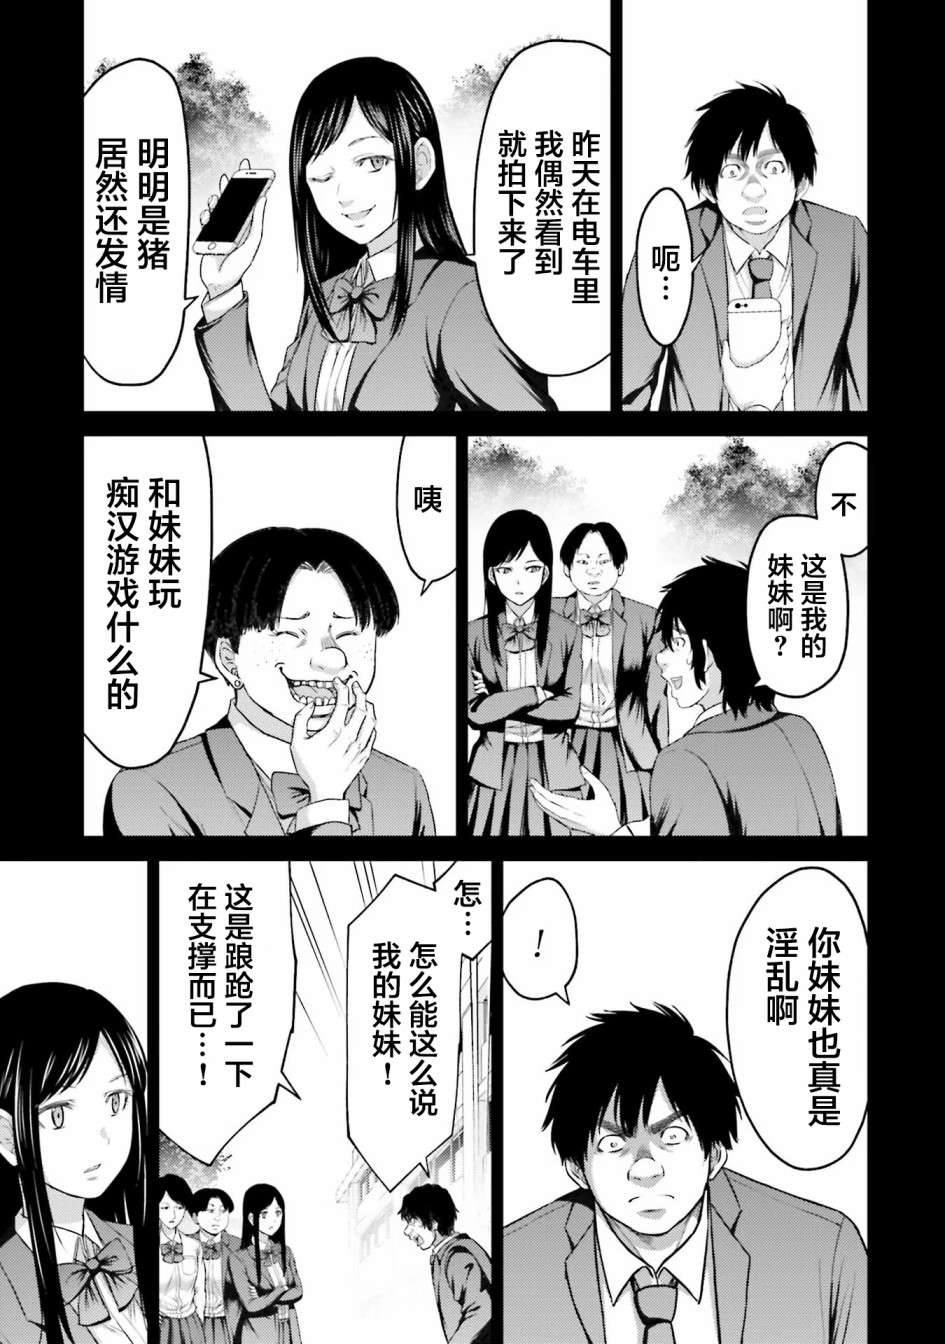 呃…
昨天在电车里
我偶然看到
就拍下来了
明明是猪
居然还发情
不
这是我的
妹妹啊？
咦
和妹妹玩
痴汉游戏什么的
你妹妹也真是
淫乱啊
！
怎…
怎么能这么说
我的妹妹！
这是踉跄了一下
在支撑而已…！